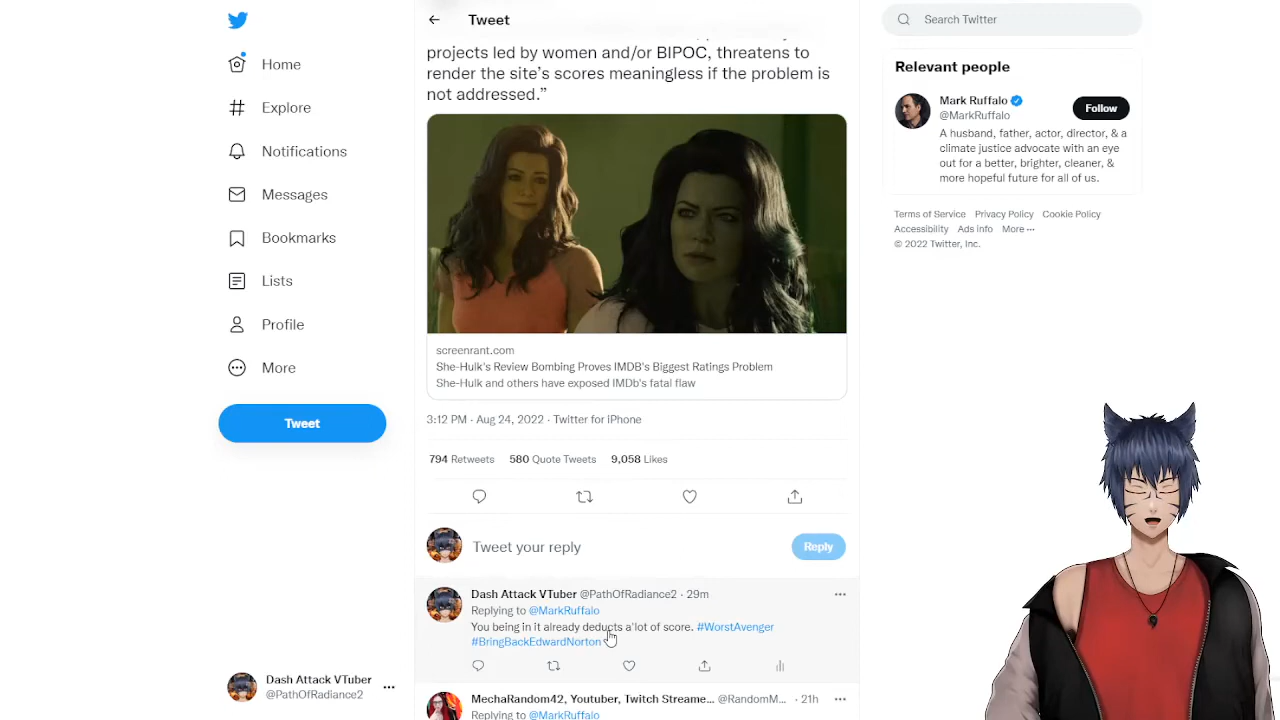 Tweet
Search Twitter
Home
Explore
Notifications
Messages
Bookmarks
Lists
Profile
More
Tweet
Dash Attack VTuber
@PathOfRadiance2
projects led by women and/or BIPOC, threatens to
render the site's scores meaningless if the problem is
not addressed."
screenrant.com
She-Hulk's Review Bombing Proves IMDB's Biggest Ratings Problem
She-Hulk and others have exposed IMDb's fatal flaw
3:12 PM · Aug 24, 2022 · Twitter for iPhone
794 Retweets 580 Quote Tweets 9,058 Likes
Tweet your reply
Reply
Dash Attack VTuber @PathOfRadiance2 · 29m
Replying to @MarkRuffalo
You being in it already deducts a'lot of score. #WorstAvenger
#BringBackEdwardNorton
MechaRandom42, Youtuber, Twitch Streame... @RandomM... · 21h
Replying to @MarkRuffalo
Relevant people
Mark Ruffalo
@MarkRuffalo
Follow
A husband, father, actor, director, & a
climate justice advocate with an eye
out for a better, brighter, cleaner, &
more hopeful future for all of us.
Terms of Service Privacy Policy Cookie Policy
Accessibility Ads info More ···
© 2022 Twitter, Inc.